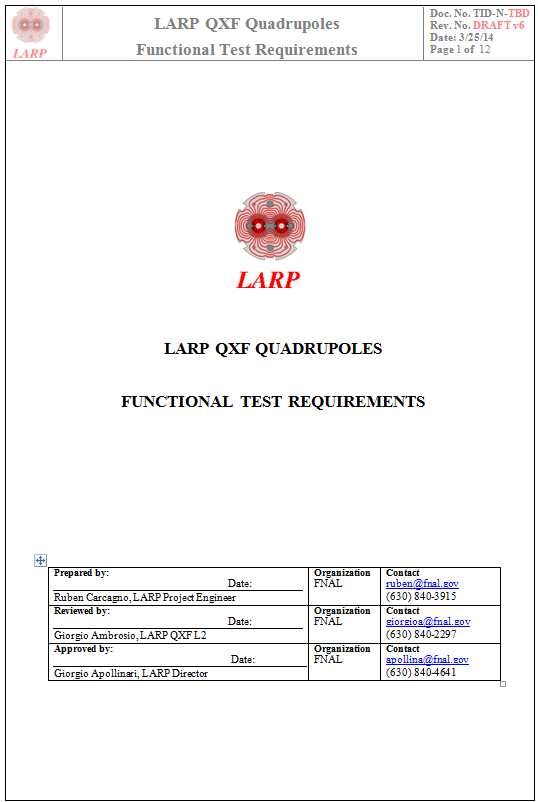 LARP
LARP QXF Quadrupoles
Functional Test Requirements
Doc. No. TID-N-TBD
Rev. No. DRAFT v6
Date: 3/25/14
Page 1 of 12
LARP
LARP QXF QUADRUPOLES
FUNCTIONAL TEST REQUIREMENTS
Prepared by:
Date:
Ruben Carcagno, LARP Project Engineer
Organization
FNAL
Contact
ruben@fnal.gov
(630) 840-3915
Reviewed by:
Date:
Giorgio Ambrosio, LARP QXF L2
Organization
FNAL
Contact
giorgioa@fnal.gov
(630) 840-2297
Approved by:
Date:
Giorgio Apollinari, LARP Director
Organization
FNAL
Contact
apollina@fnal.gov
(630) 840-4641